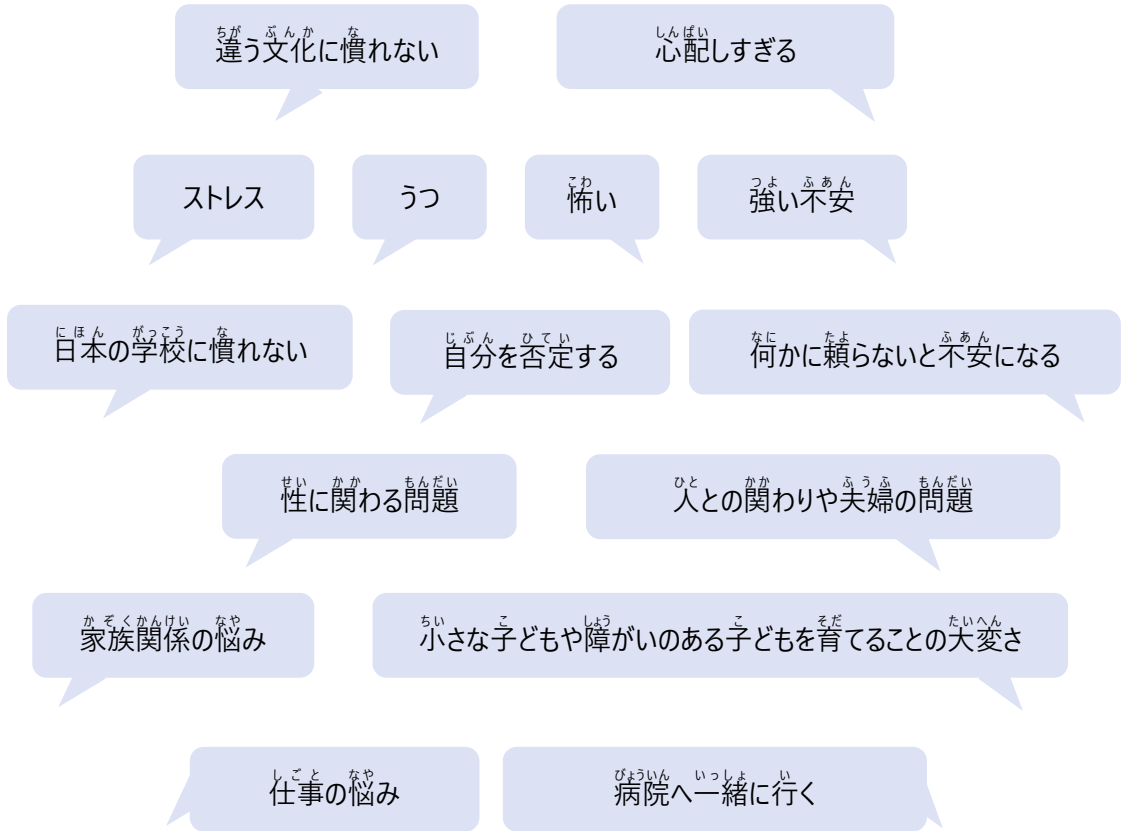 違う文化に慣れない
心配しすぎる
ストレス
うつ
怖い
強い不安
日本の学校に慣れない
自分を否定する
何かに頼らないと不安になる
性に関わる問題
人との関わりや夫婦の問題
家族関係の悩み
小さな子どもや障がいのある子どもを育てることの大変さ
仕事の悩み
病院へ一緒に行く